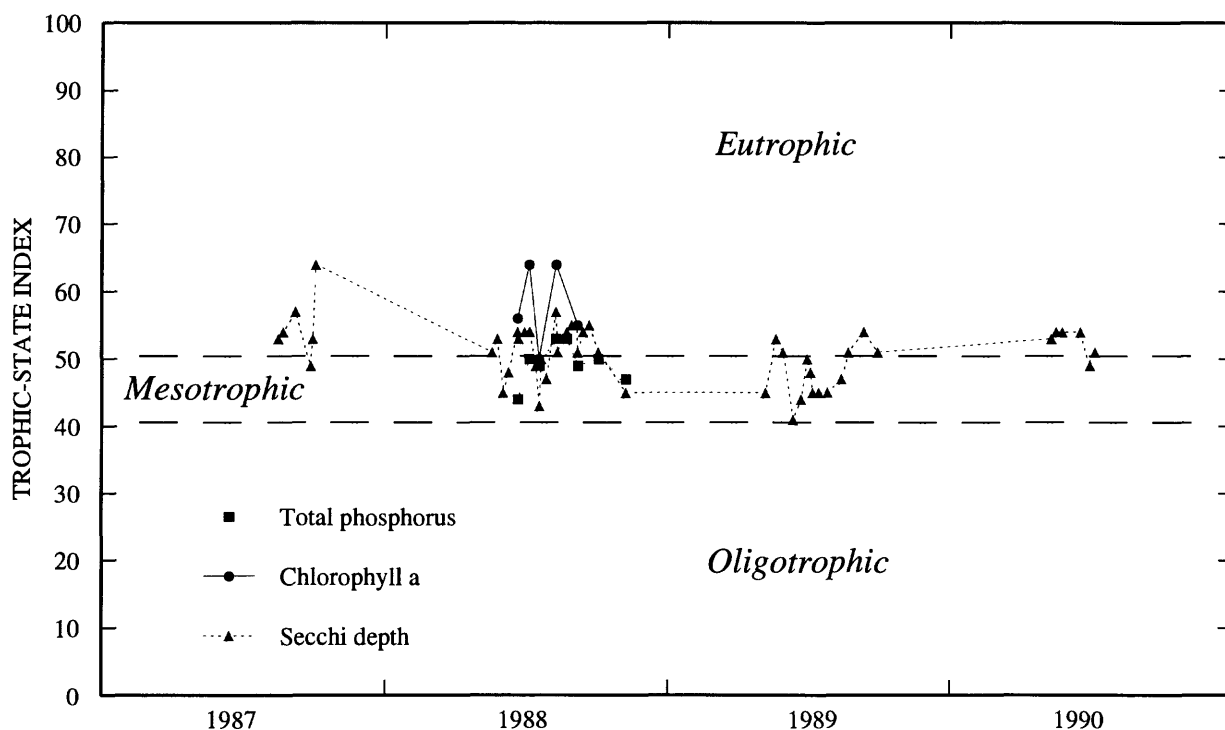 100
90
80
70
60
50
40
30
20
10
0
TROPHIC-STATE INDEX
Eutrophic
Mesotrophic
Oligotrophic
Total phosphorus
Chlorophyll a
Secchi depth
1987
1988
1989
1990